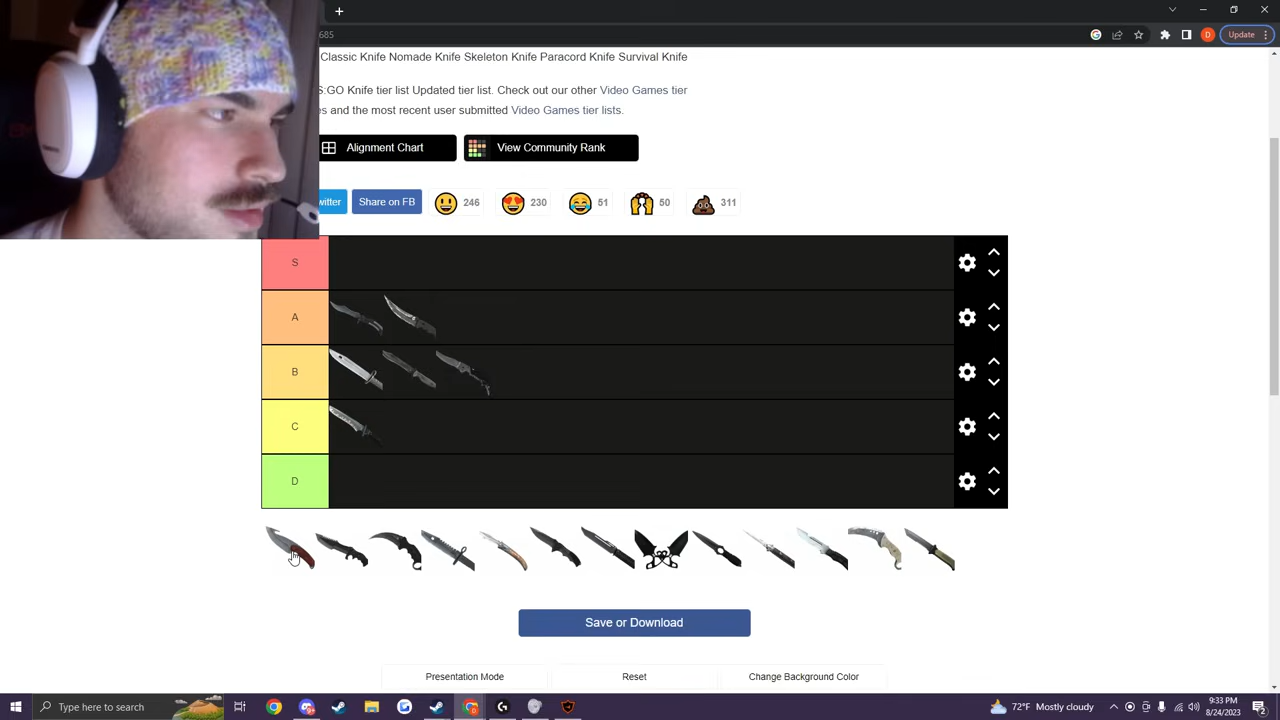 685
Update
Classic Knife Nomade Knife Skeleton Knife Paracord Knife Survival Knife
S:GO Knife tier list Updated tier list. Check out our other Video Games tier
es and the most recent user submitted Video Games tier lists.
Alignment Chart
View Community Rank
witter
Share on FB
246
230
51
50
311
S
A
B
C
D
Save or Download
Presentation Mode
Reset
Change Background Color
Type here to search
72°F Mostly cloudy
9:33 PM
8/24/2023